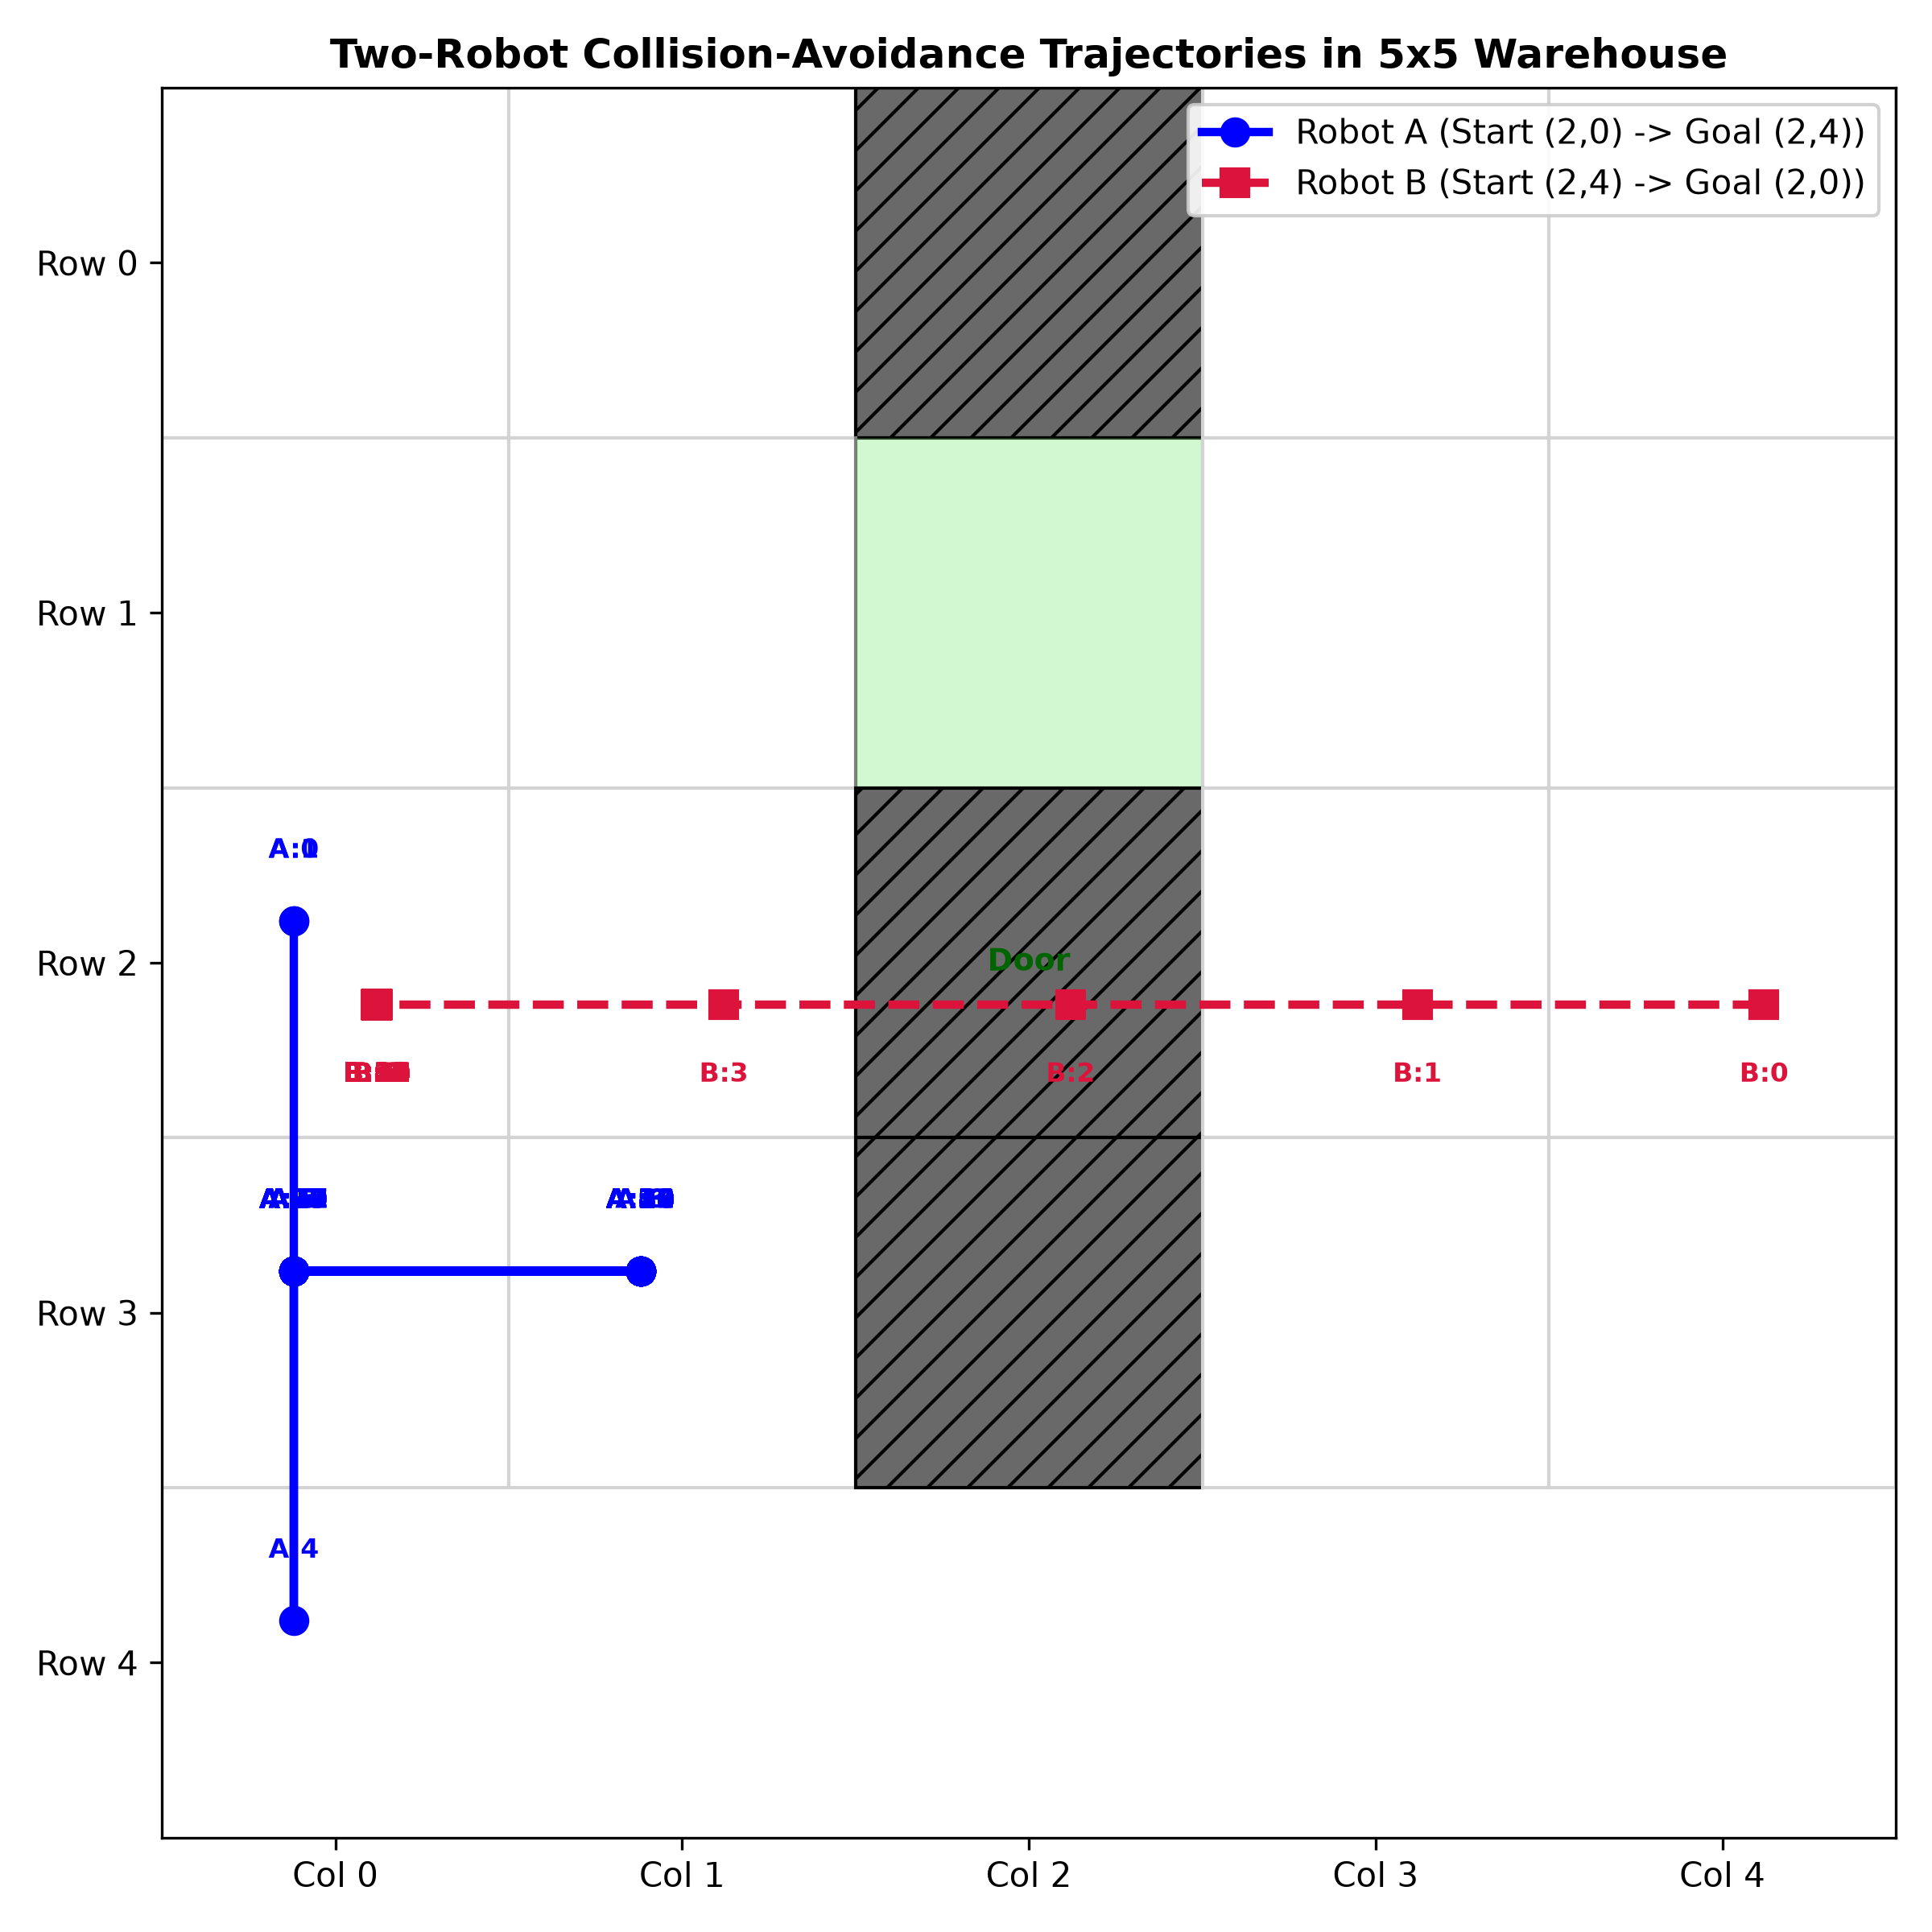 Two-Robot Collision-Avoidance Trajectories in 5x5 Warehouse
Robot A (Start (2,0) -> Goal (2,4))
Robot B (Start (2,4) -> Goal (2,0))
Row 0
Row 1
Row 2
Door
B:3
B:2
B:1
B:0
Row 3
A:4
Row 4
Col 0
Col 1
Col 2
Col 3
Col 4